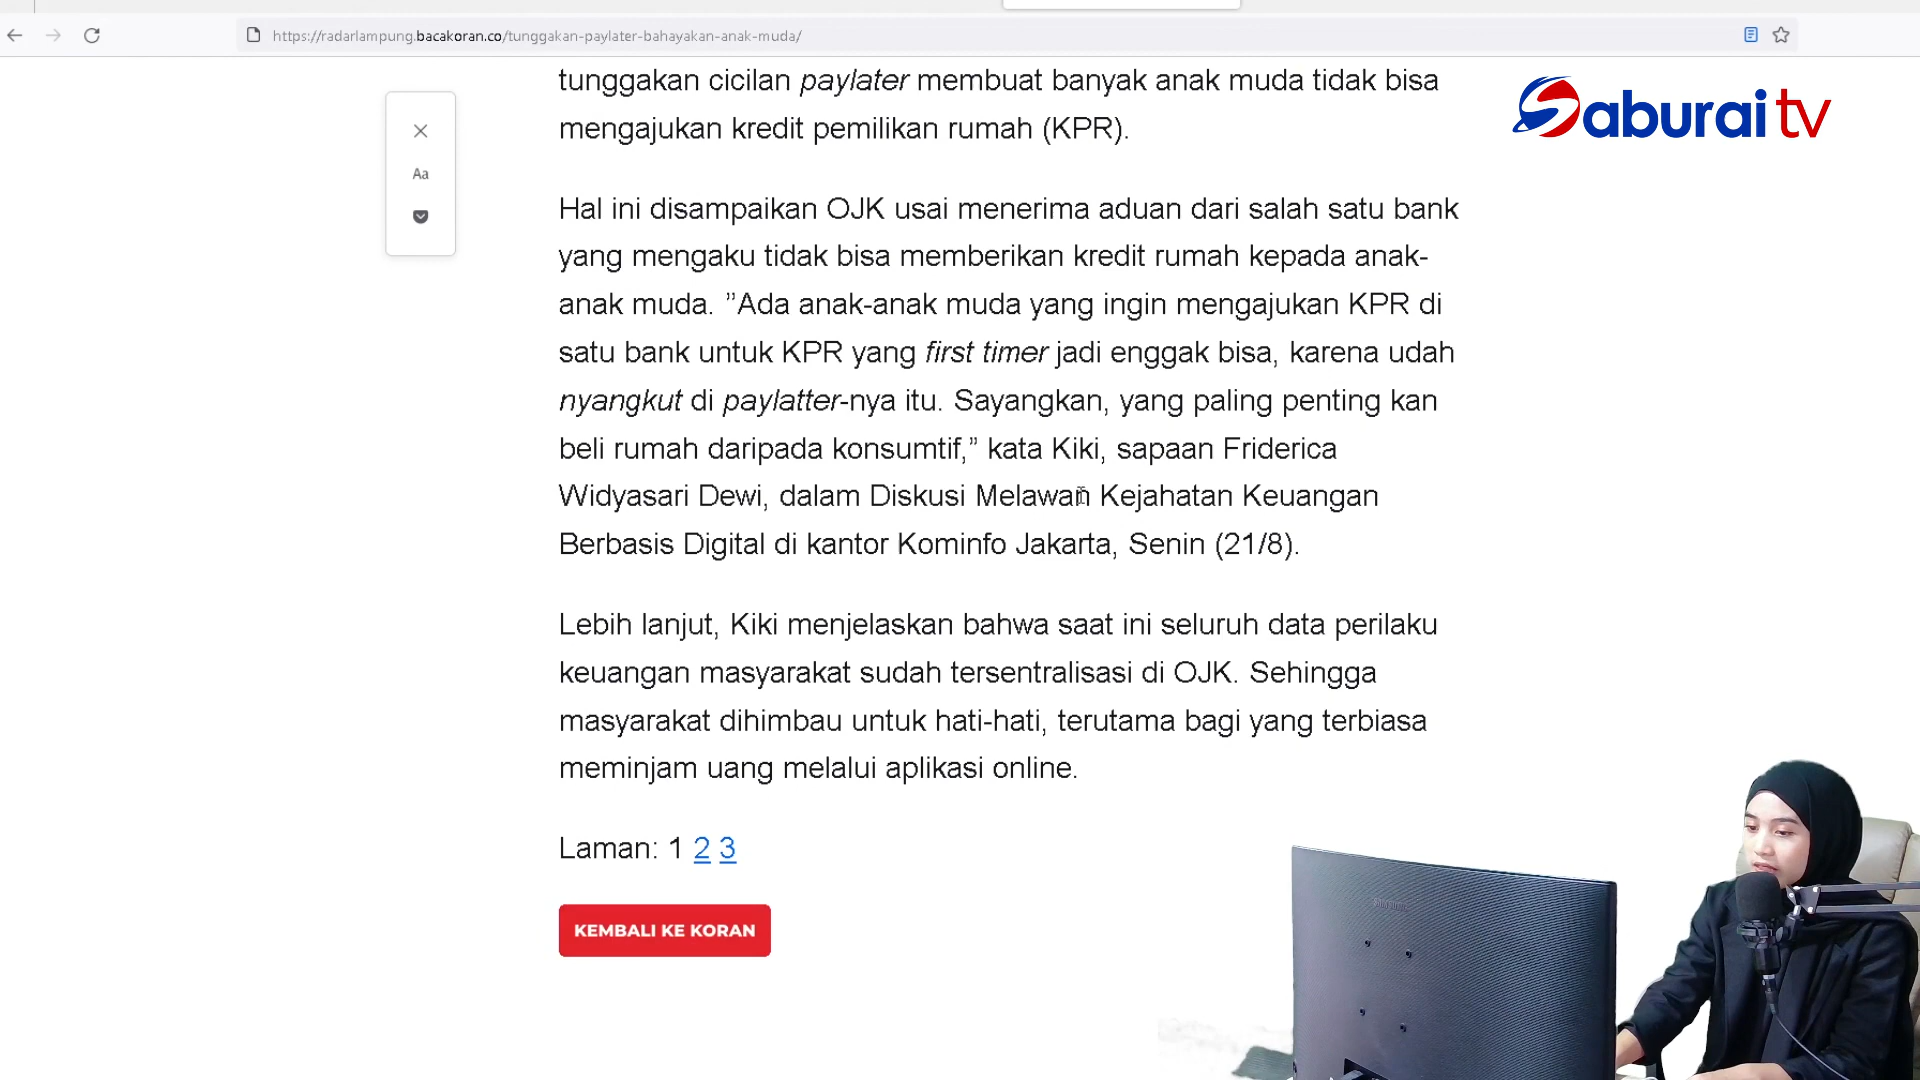 https://radarlampung.bacakoran.co/tunggakan-paylater-bahayakan-anak-muda/
Saburai tv
Aa
tunggakan cicilan paylater membuat banyak anak muda tidak bisa
mengajukan kredit pemilikan rumah (KPR).
Hal ini disampaikan OJK usai menerima aduan dari salah satu bank
yang mengaku tidak bisa memberikan kredit rumah kepada anak-
anak muda. ”Ada anak-anak muda yang ingin mengajukan KPR di
satu bank untuk KPR yang first timer jadi enggak bisa, karena udah
nyangkut di paylatter-nya itu. Sayangkan, yang paling penting kan
beli rumah daripada konsumtif,” kata Kiki, sapaan Friderica
Widyasari Dewi, dalam Diskusi Melawan Kejahatan Keuangan
Berbasis Digital di kantor Kominfo Jakarta, Senin (21/8).
Lebih lanjut, Kiki menjelaskan bahwa saat ini seluruh data perilaku
keuangan masyarakat sudah tersentralisasi di OJK. Sehingga
masyarakat dihimbau untuk hati-hati, terutama bagi yang terbiasa
meminjam uang melalui aplikasi online.
Laman: 1 2 3
KEMBALI KE KORAN
SAMSUNG